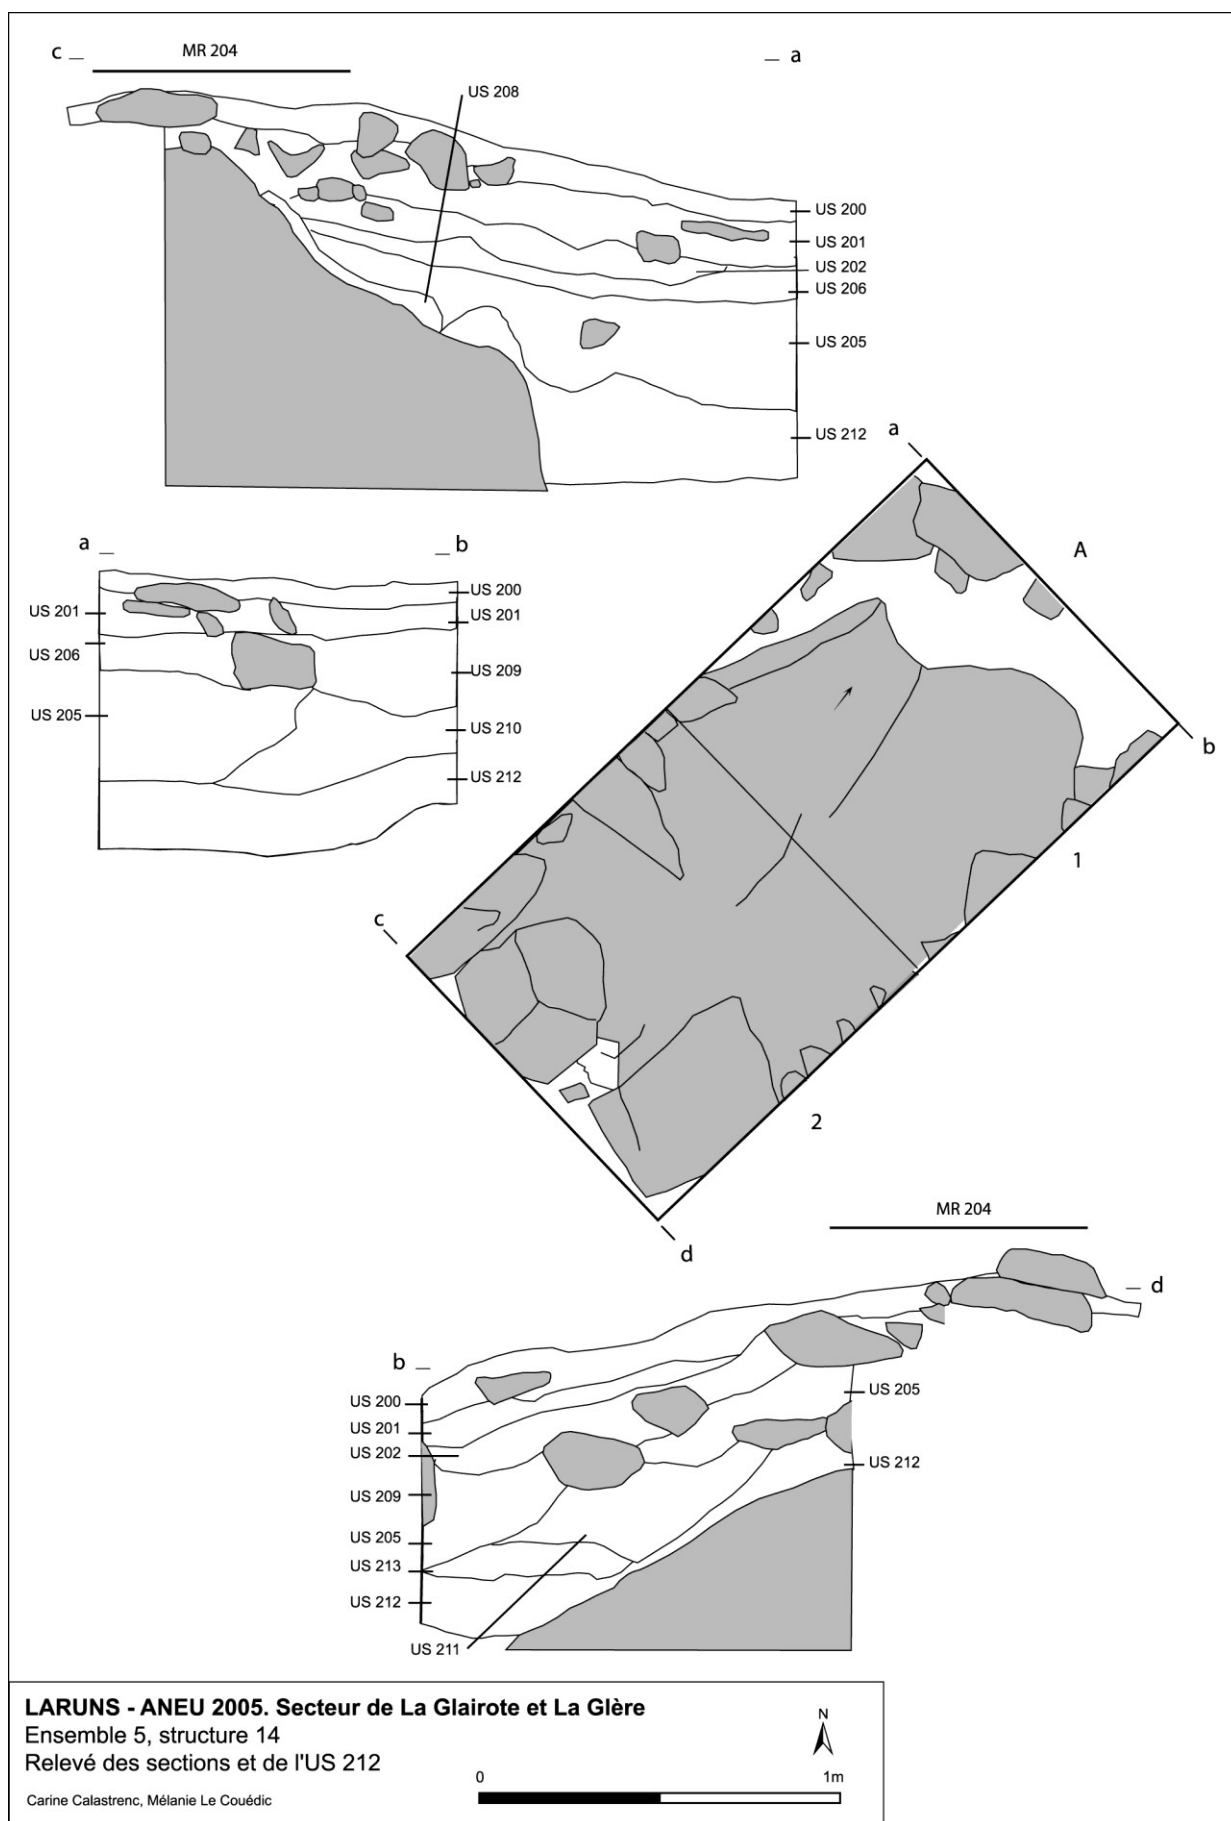 c
MR 204
a
US 208
US 200
US 201
US 202
US 206
US 205
US 212
a
b
US 201
US 206
US 205
US 200
US 201
US 209
US 210
US 212
a
A
b
1
c
2
d
MR 204
d
b
US 200
US 201
US 202
US 209
US 205
US 213
US 212
US 211
US 205
US 212
LARUNS - ANEU 2005. Secteur de La Glairote et La Glère
Ensemble 5, structure 14
Relevé des sections et de l'US 212
Carine Calastrenc, Mélanie Le Couédic
N
0 1m